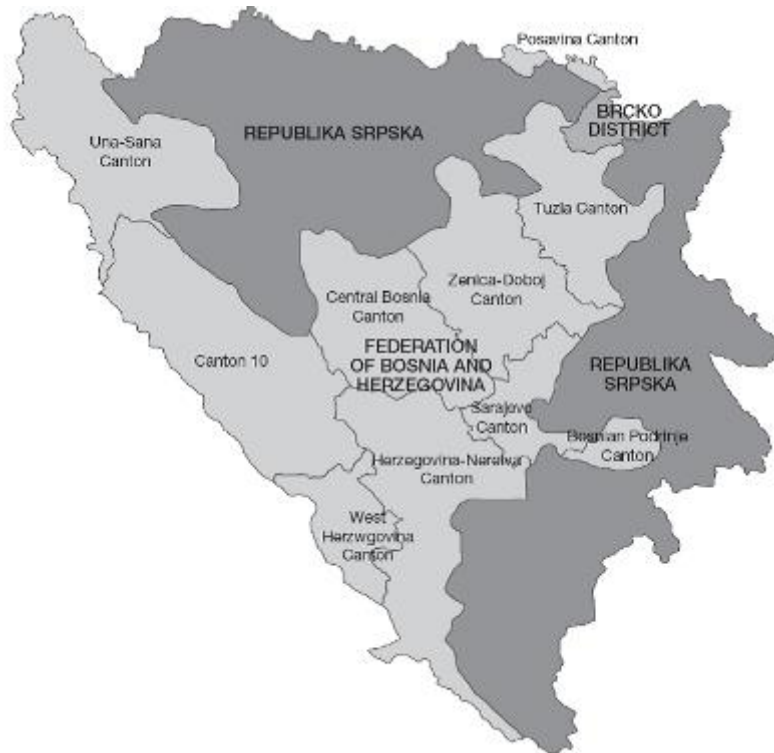 Posavina Canton
BRCKO
DISTRICT
REPUBLIKA SRPSKA
Una-Sana
Canton
Tuzla Canton
Zenica-Doboj
Canton
Central Bosnia
Canton
FEDERATION
OF BOSNIA AND
HERZEGOVINA
Canton 10
REPUBLIKA
SRPSKA
Sarajevo
Canton
Bosnian Podrinje
Canton
Herzegovina-Neretva
Canton
West
Herzwgovina
Canton